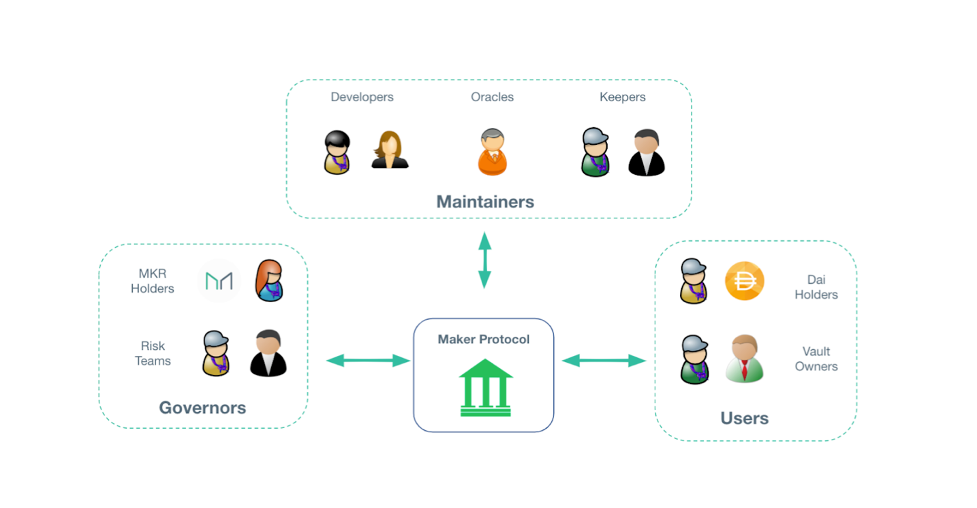 Developers
Oracles
Keepers
Maintainers
MKR
Holders
Risk
Teams
Governors
Maker Protocol
Dai
Holders
Vault
Owners
Users